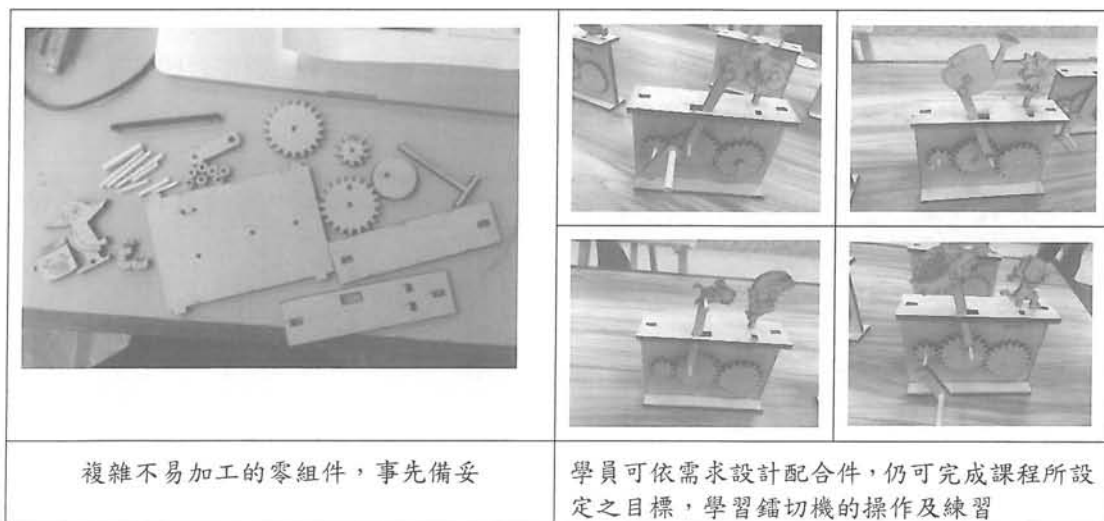 複雜不易加工的零組件，事先備妥
學員可依需求設計配合件，仍可完成課程所設
定之目標，學習鐳切機的操作及練習